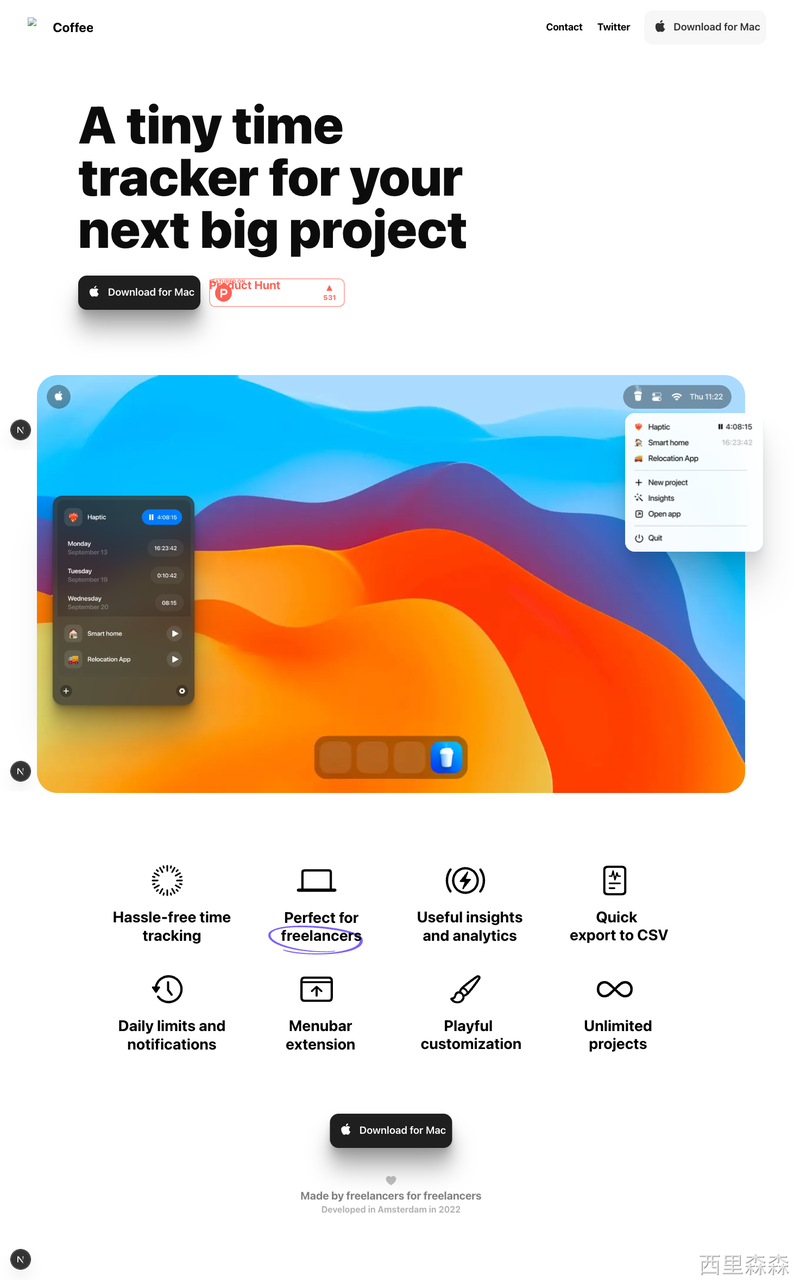 Coffee
Contact
Twitter
Download for Mac
A tiny time
tracker for your
next big project
Download for Mac
Product Hunt
531
Thu 11:22
Haptic
4:08:15
Smart home
16:23:42
Relocation App
New project
Insights
Open app
Quit
Haptic
4:08:15
Monday
September 13
16:23:42
Tuesday
0:10:42
Wednesday
September 20
08:15
Smart home
Relocation App
Hassle-free time
tracking
Perfect for
freelancers
Useful insights
and analytics
Quick
export to CSV
Daily limits and
notifications
Menubar
extension
Playful
customization
Unlimited
projects
Download for Mac
Made by freelancers for freelancers
Developed in Amsterdam in 2022
N
N
N
西里森森